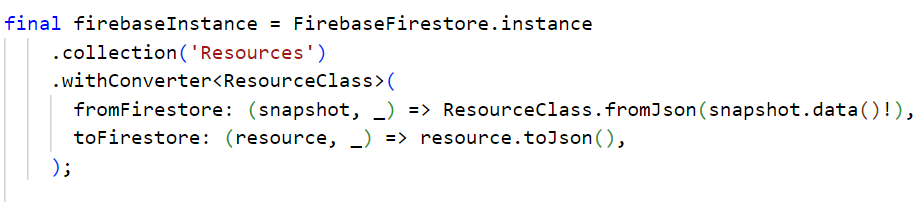 final firebaseInstance = FirebaseFirestore.instance
.collection('Resources')
.withConverter<ResourceClass>(
fromFirestore: (snapshot, _) => ResourceClass.fromJson(snapshot.data()!),
toFirestore: (resource, _) => resource.toJson(),
);